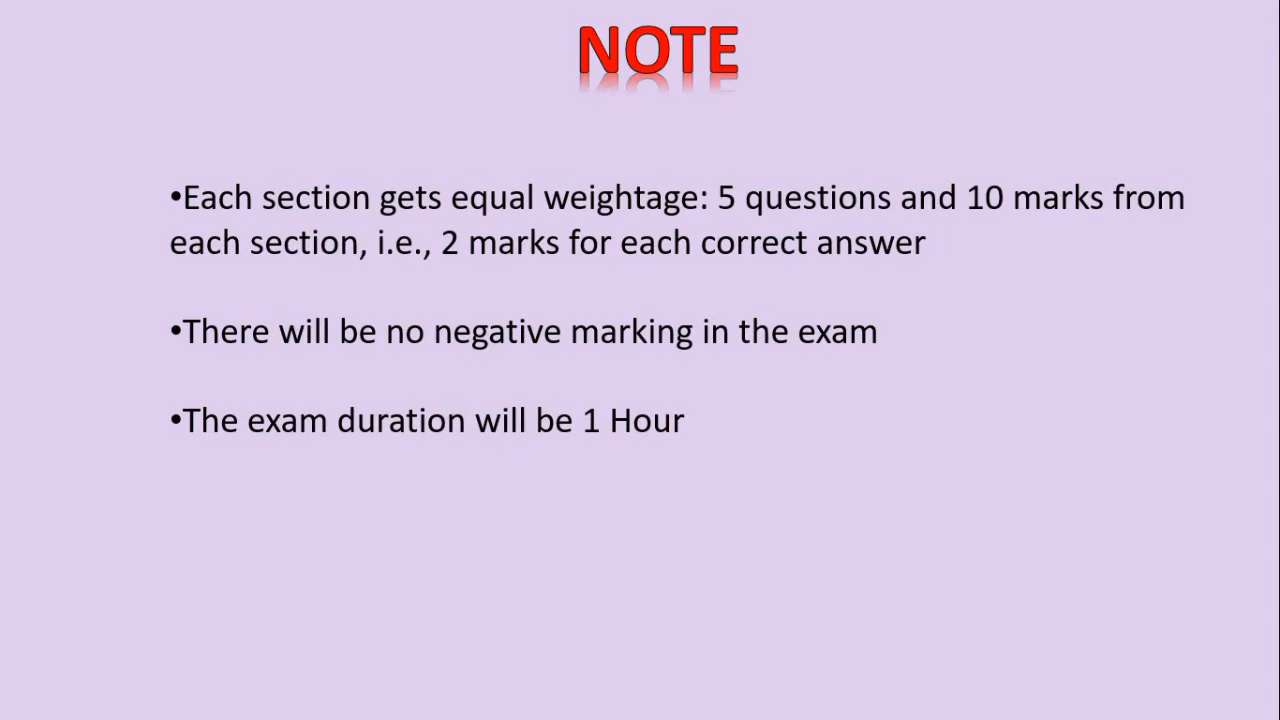 NOTE
•Each section gets equal weightage: 5 questions and 10 marks from
each section, i.e., 2 marks for each correct answer
•There will be no negative marking in the exam
•The exam duration will be 1 Hour